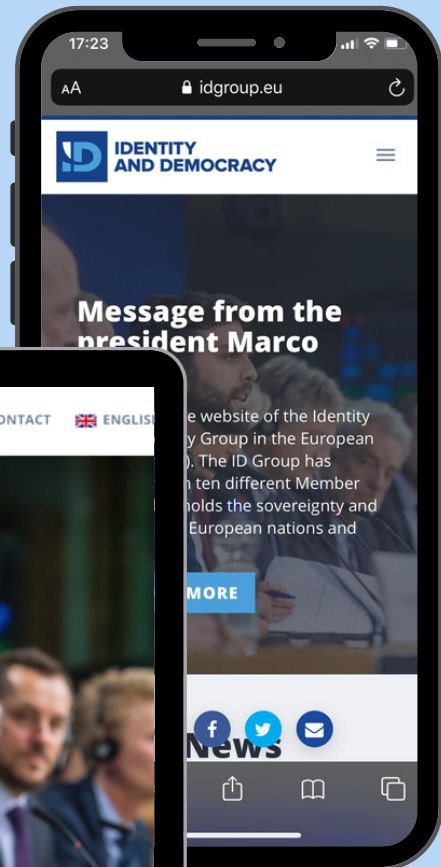 17:23
AA
idgroup.eu
IDENTITY
AND DEMOCRACY
Message from the
president Marco
e website of the Identity
y Group in the European
). The ID Group has
ten different Member
olds the sovereignty and
European nations and
MORE
ONTACT
ENGLIS
News